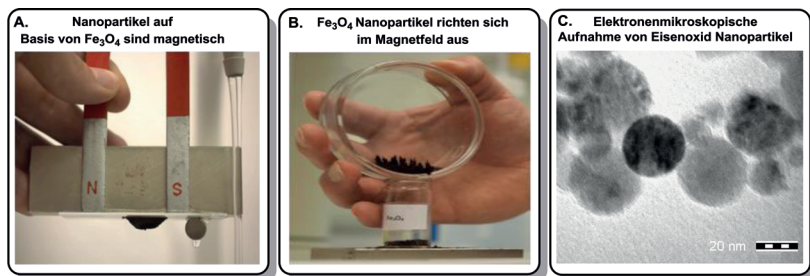 A. Nanopartikel auf
Basis von Fe₃O₄ sind magnetisch
N S
B. Fe₃O₄ Nanopartikel richten sich
im Magnetfeld aus
Fe₃O₄
C. Elektronenmikroskopische
Aufnahme von Eisenoxid Nanopartikel
20 nm